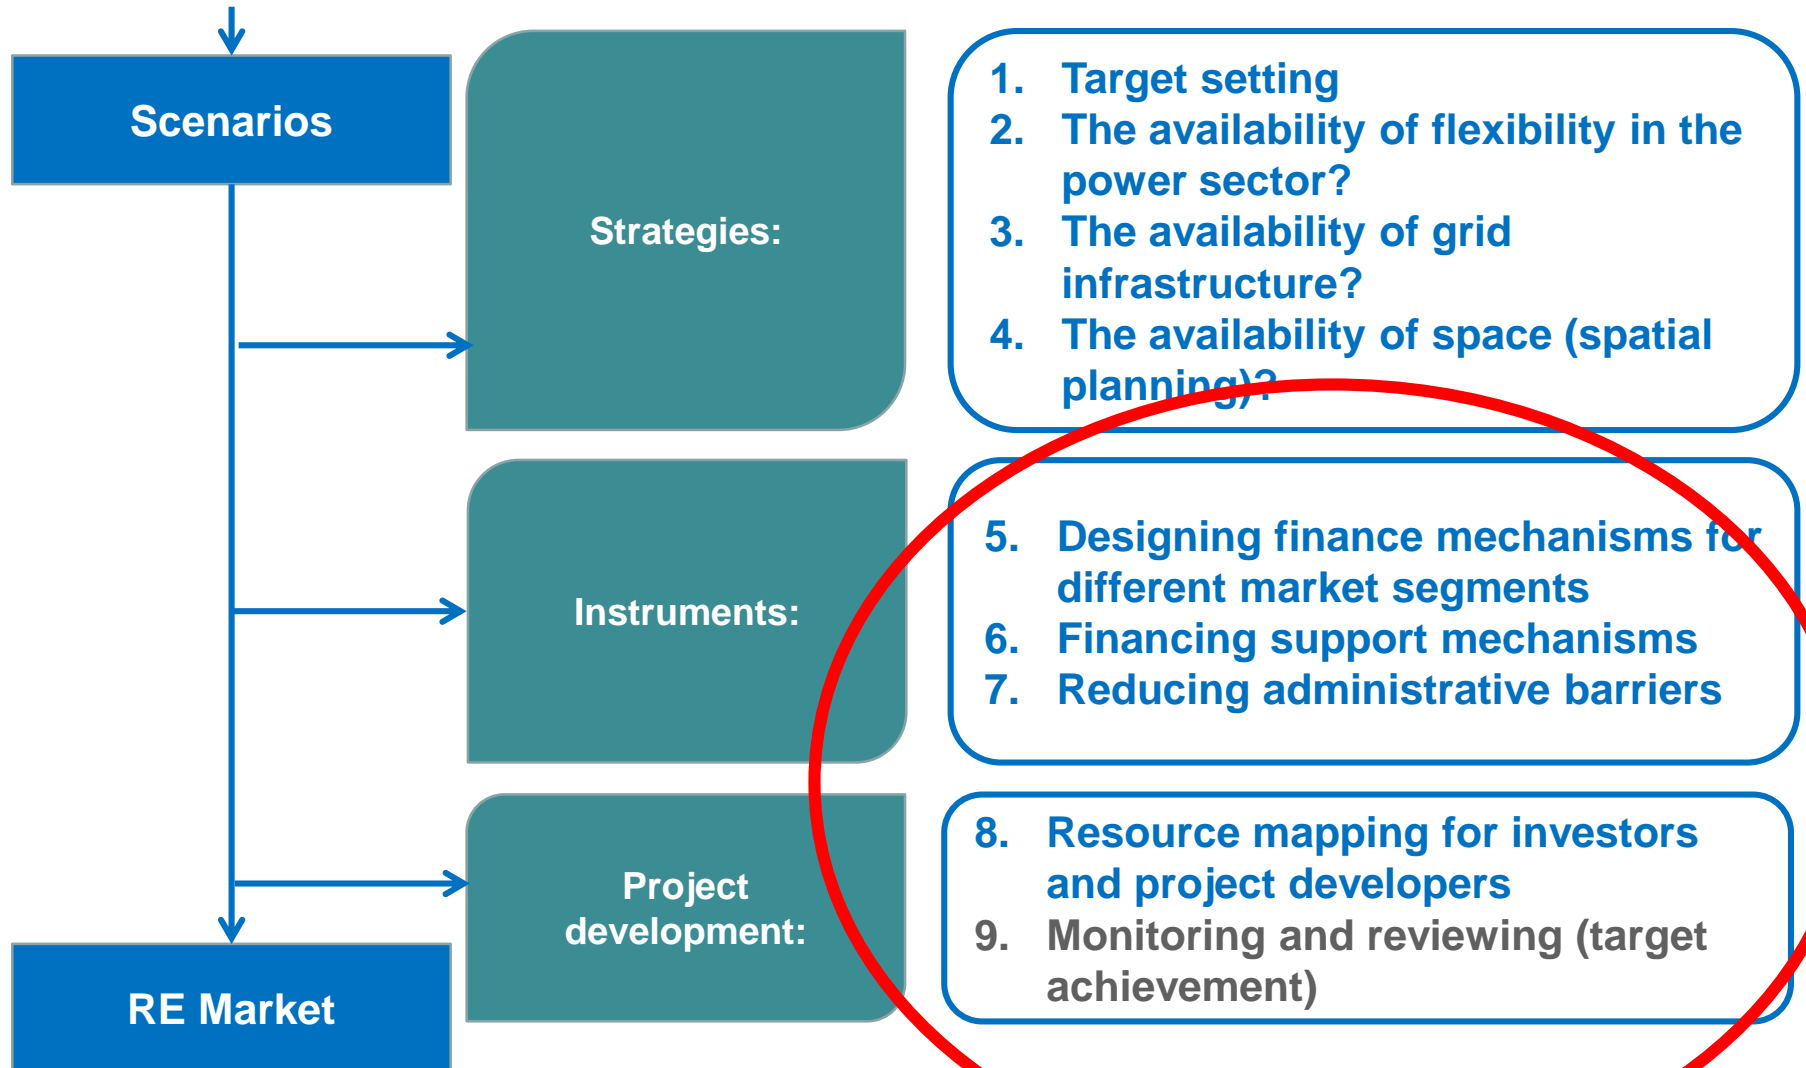 Scenarios
Strategies:
1. Target setting
2. The availability of flexibility in the
power sector?
3. The availability of grid
infrastructure?
4. The availability of space (spatial
planning)?
Instruments:
5. Designing finance mechanisms for
different market segments
6. Financing support mechanisms
7. Reducing administrative barriers
Project
development:
8. Resource mapping for investors
and project developers
9. Monitoring and reviewing (target
achievement)
RE Market